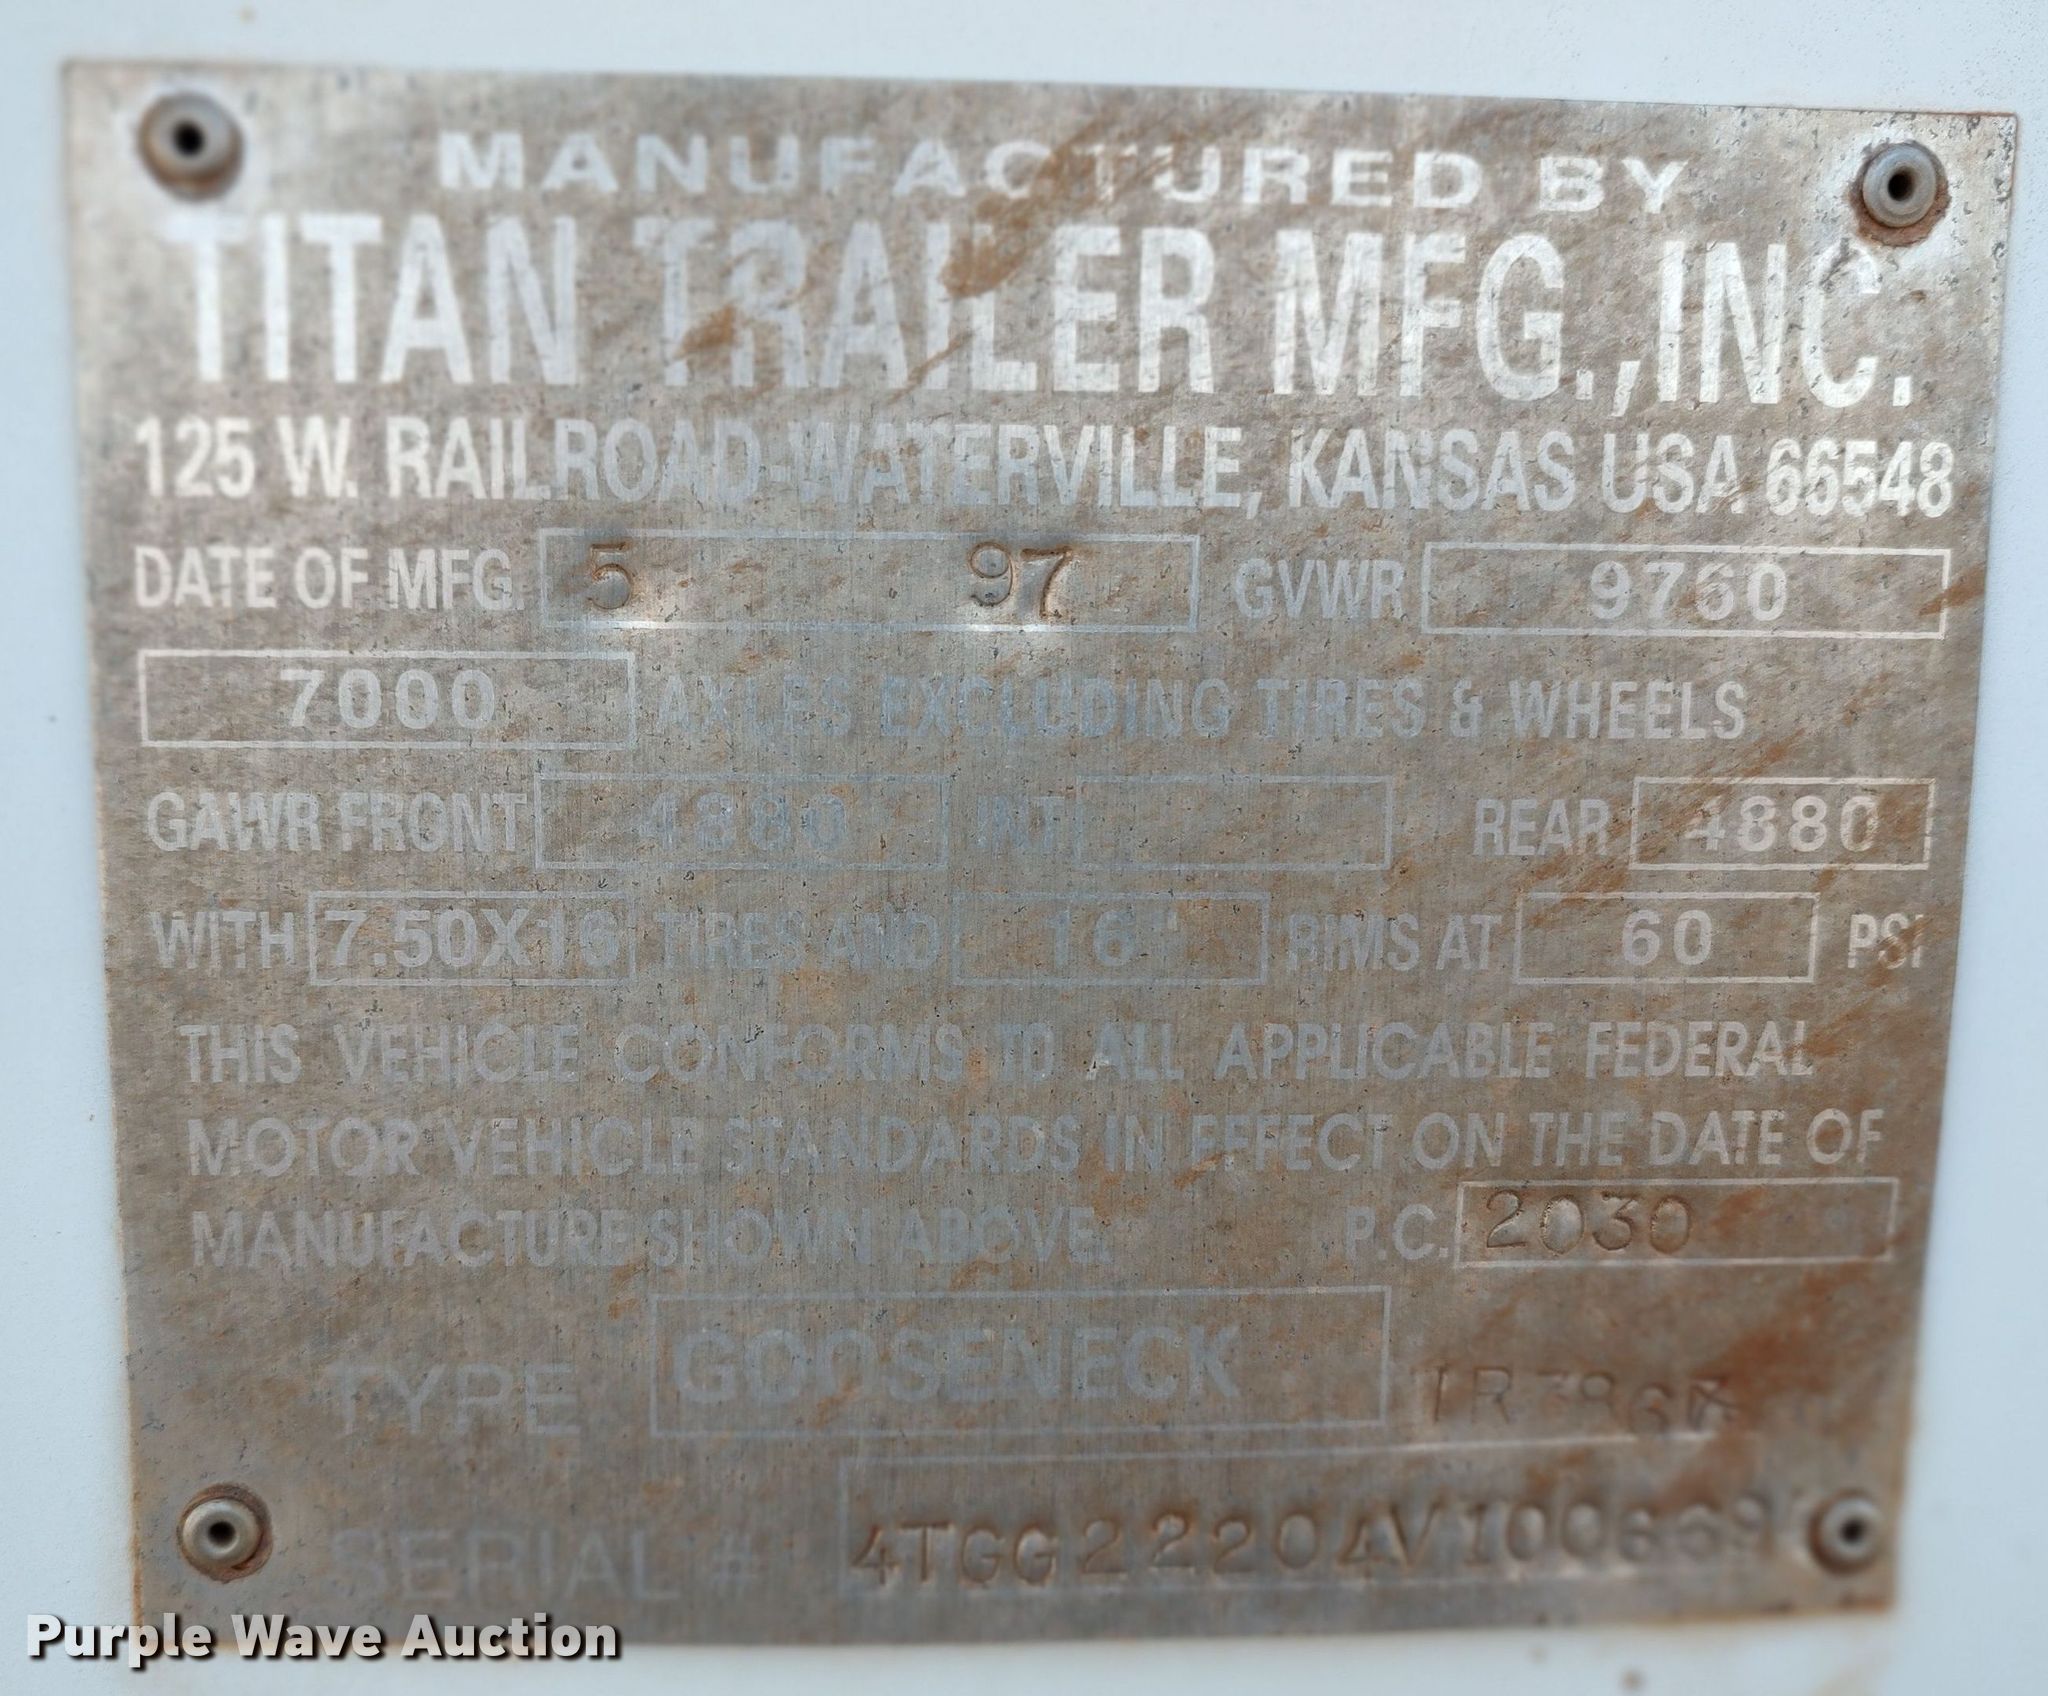 MANUFACTURED BY
TITAN TRAILER MFG., INC.
125 W. RAILROAD-WATERVILLE, KANSAS USA 66548
DATE OF MFG. 5 97 GVWR 9760
7000 AXLES EXCLUDING TIRES & WHEELS
GAWR FRONT 4880 INT REAR 4880
WITH 7.50X16 TIRES AND 16" RIMS AT 60 PSI
THIS VEHICLE CONFORMS TO ALL APPLICABLE FEDERAL
MOTOR VEHICLE STANDARDS IN EFFECT ON THE DATE OF
MANUFACTURE SHOWN ABOVE. P.C. 2030
TYPE GOOSENECK
SERIAL # 4TGG22204V100669
Purple Wave Auction